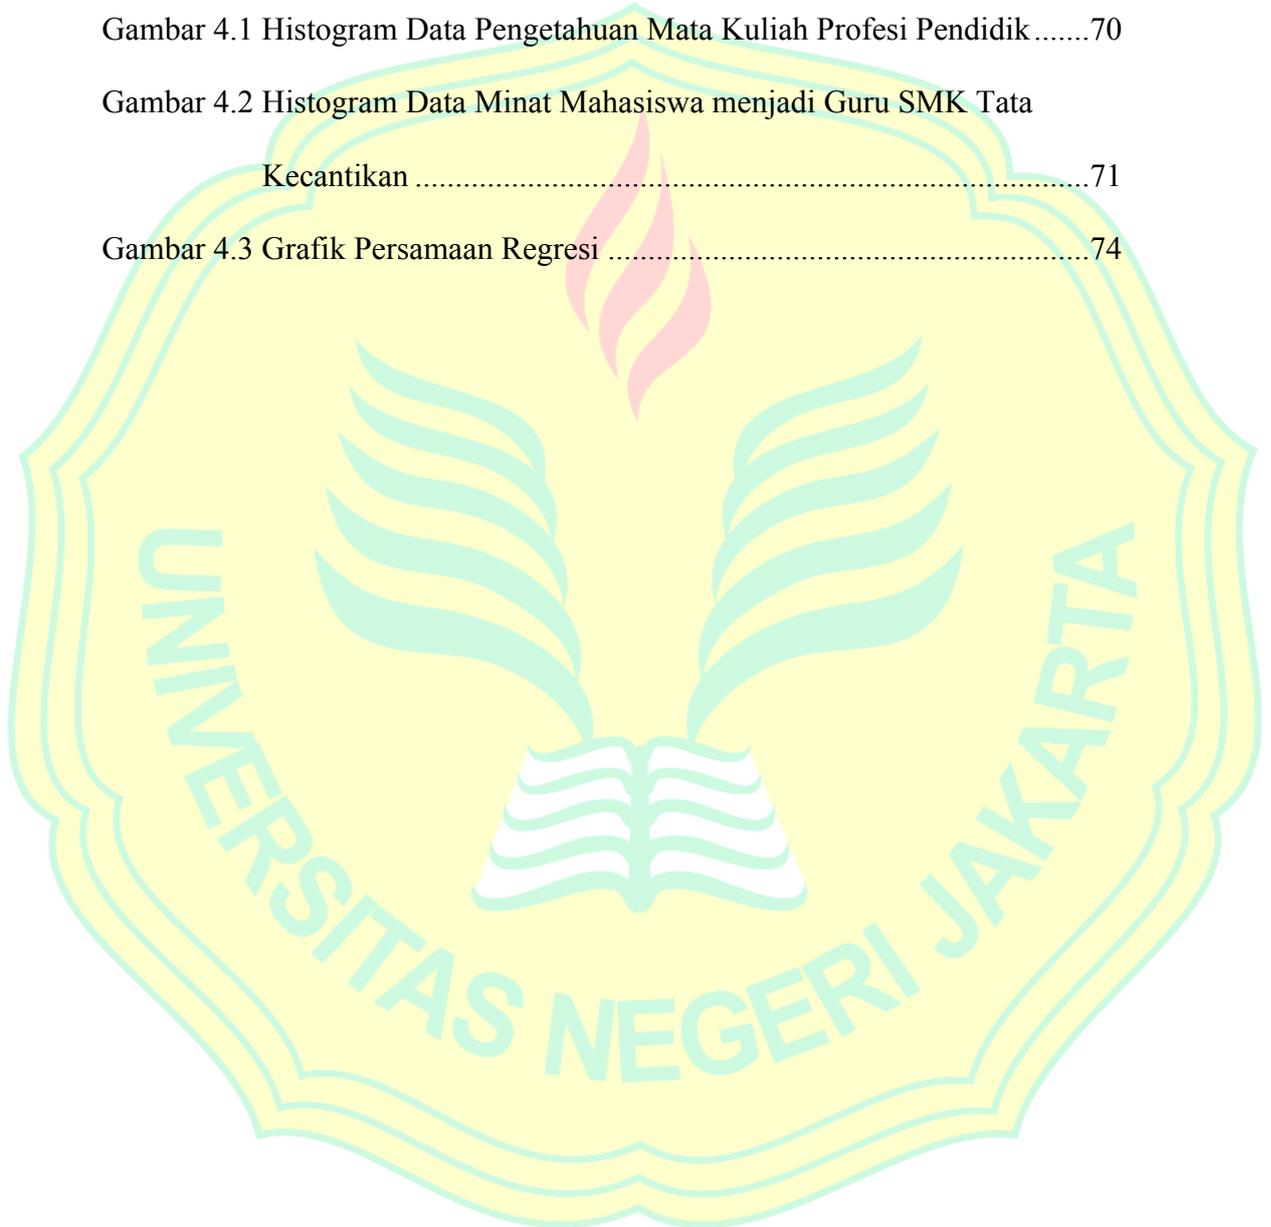 Gambar 4.1 Histogram Data Pengetahuan Mata Kuliah Profesi Pendidik.......70
Gambar 4.2 Histogram Data Minat Mahasiswa menjadi Guru SMK Tata
Kecantikan ....................................................................................71
Gambar 4.3 Grafik Persamaan Regresi ............................................................74
UNIVERSITAS NEGERI JAKARTA